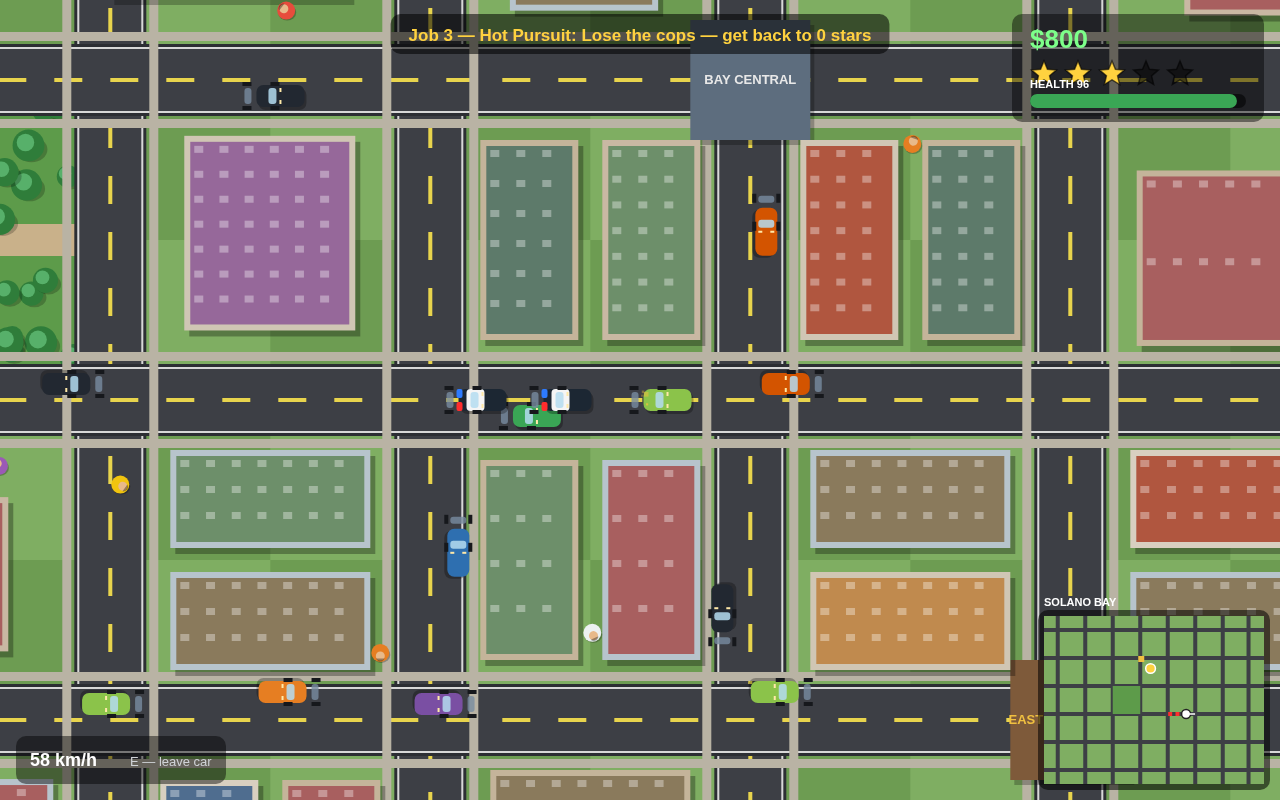 Job 3 — Hot Pursuit: Lose the cops — get back to 0 stars
$800
BAY CENTRAL
HEALTH 96
SOLANO BAY
EAST
58 km/h
E — leave car